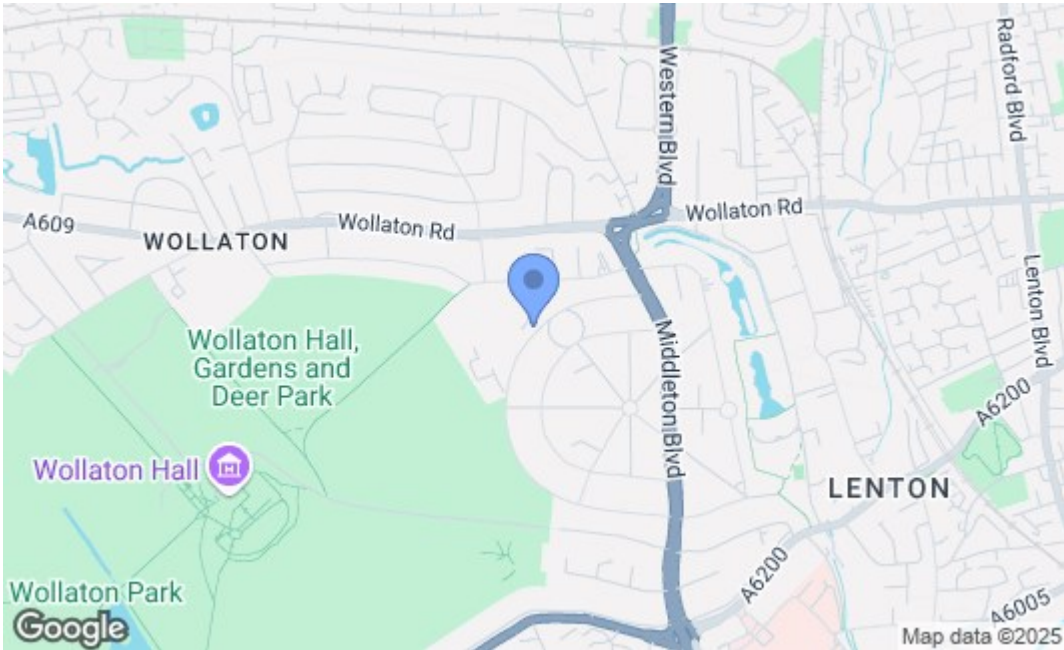 Western Blvd
Radford Blvd
A609
Wollaton Rd
Wollaton Rd
WOLLATON
Lenton Blvd
Wollaton Hall,
Gardens and
Deer Park
Middleton Blvd
A6200
Wollaton Hall
LENTON
A6200
Wollaton Park
A6005
Google
Map data ©2025